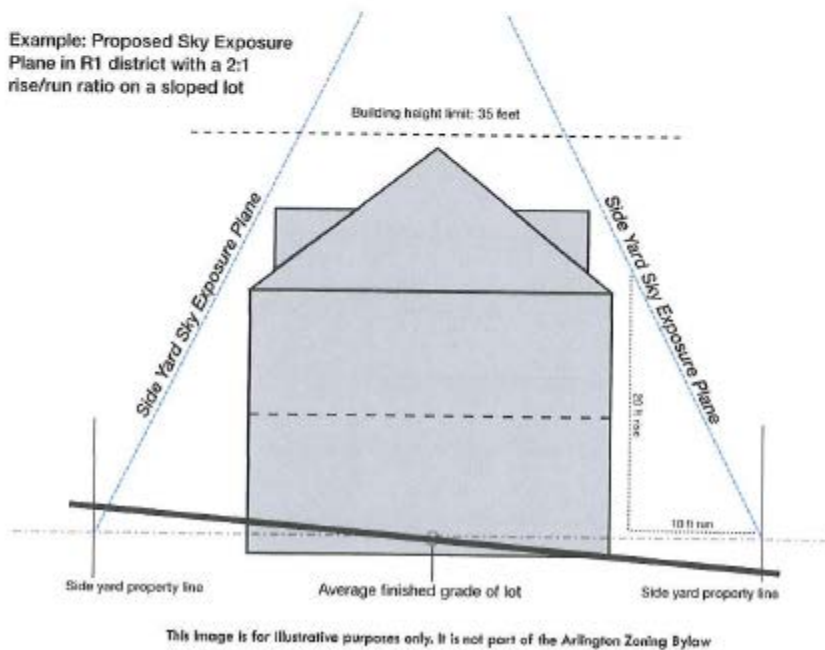 Example: Proposed Sky Exposure
Plane in R1 district with a 2:1
rise/run ratio on a sloped lot
Building height limit: 35 feet
Side Yard Sky Exposure Plane
Side Yard Sky Exposure Plane
20 ft rise
10 ft run
Side yard property line
Average finished grade of lot
Side yard property line
This Image is for Illustrative purposes only. It is not part of the Arlington Zoning Bylaw